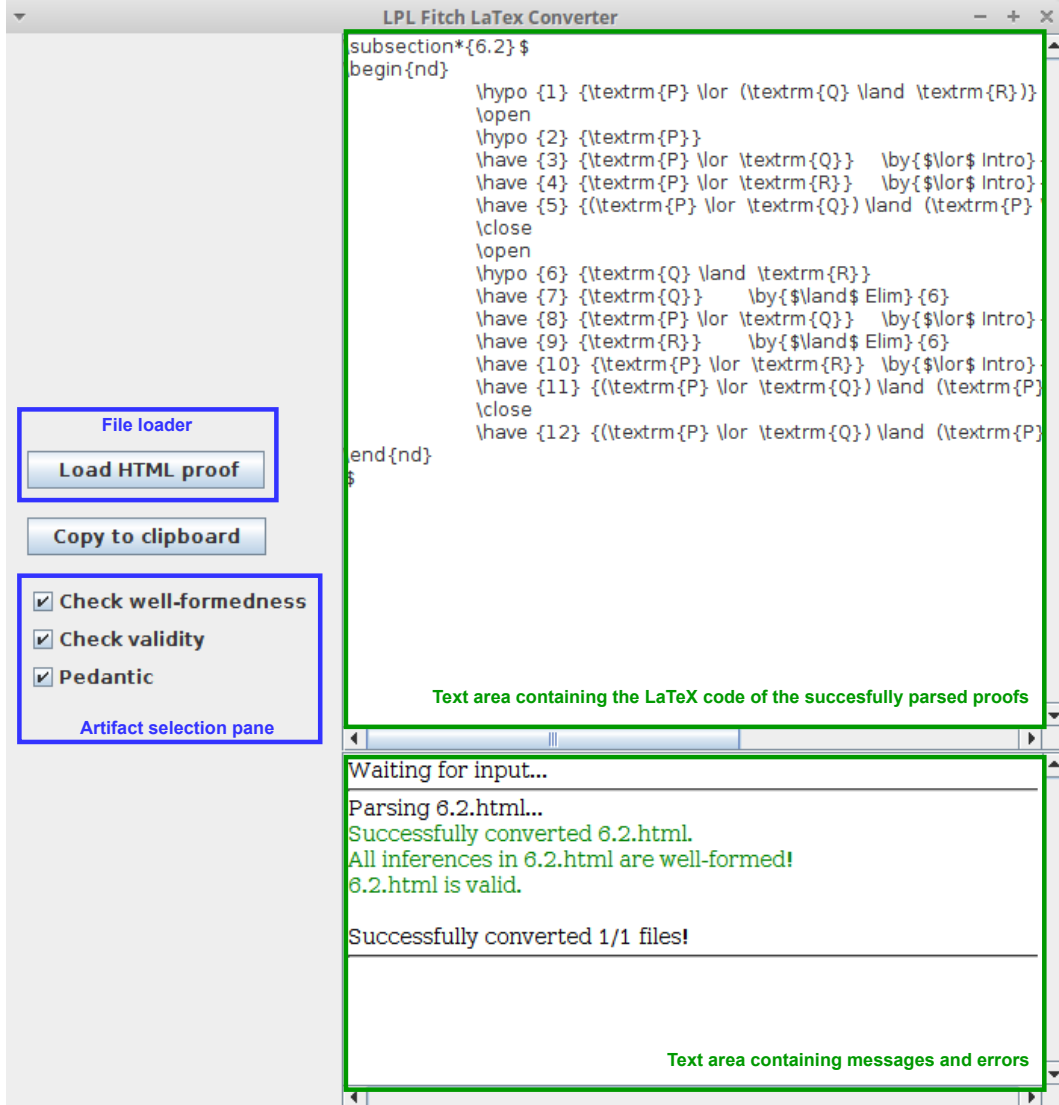 LPL Fitch LaTex Converter
\subsection*{6.2}$
\begin{nd}
\hypo {1} {\textrm{P} \lor (\textrm{Q} \land \textrm{R})}
\open
\hypo {2} {\textrm{P}}
\have {3} {\textrm{P} \lor \textrm{Q}} \by{$\lor$ Intro}
\have {4} {\textrm{P} \lor \textrm{R}} \by{$\lor$ Intro}
\have {5} {(\textrm{P} \lor \textrm{Q}) \land (\textrm{P}
\close
\open
\hypo {6} {\textrm{Q} \land \textrm{R}}
\have {7} {\textrm{Q}} \by{$\land$ Elim}{6}
\have {8} {\textrm{P} \lor \textrm{Q}} \by{$\lor$ Intro}
\have {9} {\textrm{R}} \by{$\land$ Elim}{6}
\have {10} {\textrm{P} \lor \textrm{R}} \by{$\lor$ Intro}
\have {11} {(\textrm{P} \lor \textrm{Q}) \land (\textrm{P}
\close
\have {12} {(\textrm{P} \lor \textrm{Q}) \land (\textrm{P}
\end{nd}
$
File loader
Load HTML proof
Copy to clipboard
Check well-formedness
Check validity
Pedantic
Artifact selection pane
Text area containing the LaTeX code of the succesfully parsed proofs
Waiting for input...
Parsing 6.2.html...
Successfully converted 6.2.html.
All inferences in 6.2.html are well-formed!
6.2.html is valid.
Successfully converted 1/1 files!
Text area containing messages and errors